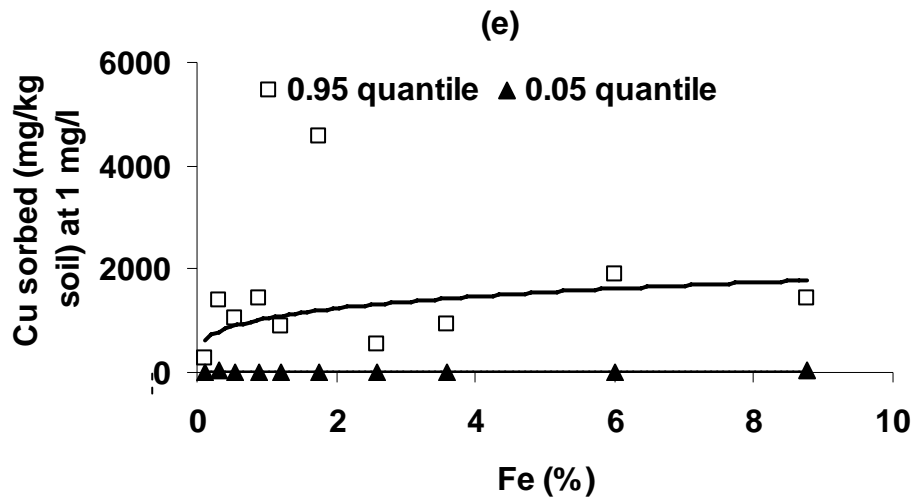 (e)
6000
4000
2000
0
-
0.95 quantile 0.05 quantile
Cu sorbed (mg/kg
soil) at 1 mg/l
0 2 4 6 8 10
Fe (%)